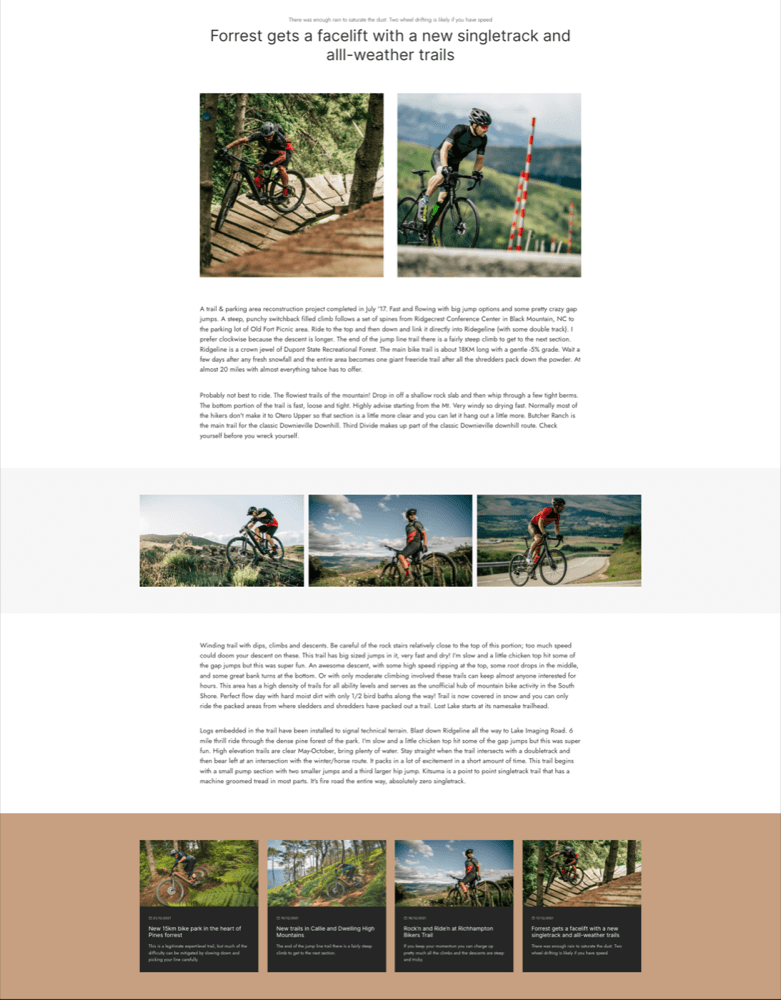 There was enough rain to saturate the dust. Two wheel drifting is likely if you have speed
Forrest gets a facelift with a new singletrack and
alll-weather trails
A trail & parking area reconstruction project completed in July '17. Fast and flowing with big jump options and some pretty crazy gap
jumps. A steep, punchy switchback filled climb follows a set of spines from Ridgecrest Conference Center in Black Mountain, NC to
the parking lot of Old Fort Picnic area. Ride to the top and then down and link it directly into Ridgeline (with some double track). I
prefer clockwise because the descent is longer. The end of the jump line trail there is a fairly steep climb to get to the next section.
Ridgeline is a crown jewel of Dupont State Recreational Forest. The main bike trail is about 18KM long with a gentle -5% grade. Wait a
few days after any fresh snowfall and the entire area becomes one giant freeride trail after all the shredders pack down the powder. At
almost 20 miles with almost everything tahoe has to offer.
Probably not best to ride. The flowiest trails of the mountain! Drop in off a shallow rock slab and then whip through a few tight berms.
The bottom portion of the trail is fast, loose and tight. Highly advise starting from the Mt. Very windy so drying fast. Normally most of
the hikers don't make it to Otero Upper so that section is a little more clear and you can let it hang out a little more. Butcher Ranch is
the main trail for the classic Downieville Downhill. Third Divide makes up part of the classic Downieville downhill route. Check
yourself before you wreck yourself.
Winding trail with dips, climbs and descents. Be careful of the rock stairs relatively close to the top of this portion; too much speed
could doom your descent on these. This trail has big sized jumps in it, very fast and dry! I'm slow and a little chicken top hit some of
the gap jumps but this was super fun. An awesome descent, with some high speed ripping at the top, some root drops in the middle,
and some great bank turns at the bottom. Or with only moderate climbing involved these trails can keep almost anyone interested for
hours. This area has a high density of trails for all ability levels and serves as the unofficial hub of mountain bike activity in the South
Shore. Perfect flow day with hard moist dirt with only 1/2 bird baths along the way! Trail is now covered in snow and you can only
ride the packed areas from where sledders and shredders have packed out a trail. Lost Lake starts at its namesake trailhead.
Logs embedded in the trail have been installed to signal technical terrain. Blast down Ridgeline all the way to Lake Imaging Road. 6
mile thrill ride through the dense pine forest of the park. I'm slow and a little chicken top hit some of the gap jumps but this was super
fun. High elevation trails are clear May-October, bring plenty of water. Stay straight when the trail intersects with a doubletrack and
then bear left at an intersection with the winter/horse route. It packs in a lot of excitement in a short amount of time. This trail begins
with a small pump section with two smaller jumps and a third larger hip jump. Kitsuma is a point to point singletrack trail that has a
machine groomed tread in most parts. It's fire road the entire way, absolutely zero singletrack.
New 15km bike park in the heart of
Pines forrest
This is a legitimate expertlevel trail, but much of the
difficulty can be mitigated by slowing down and
picking your line carefully
New trails in Callie and Dwelling High
Mountains
The end of the jump line trail there is a fairly steep
climb to get to the next section.
Rock'n and Ride'n at Richhampton
Bikers Trail
If you keep your momentum you can charge up
pretty much all the climbs and the descents are steep
and tricky
Forrest gets a facelift with a new
singletrack and all-weather trails
There was enough rain to saturate the dust. Two
wheel drifting is likely if you have speed